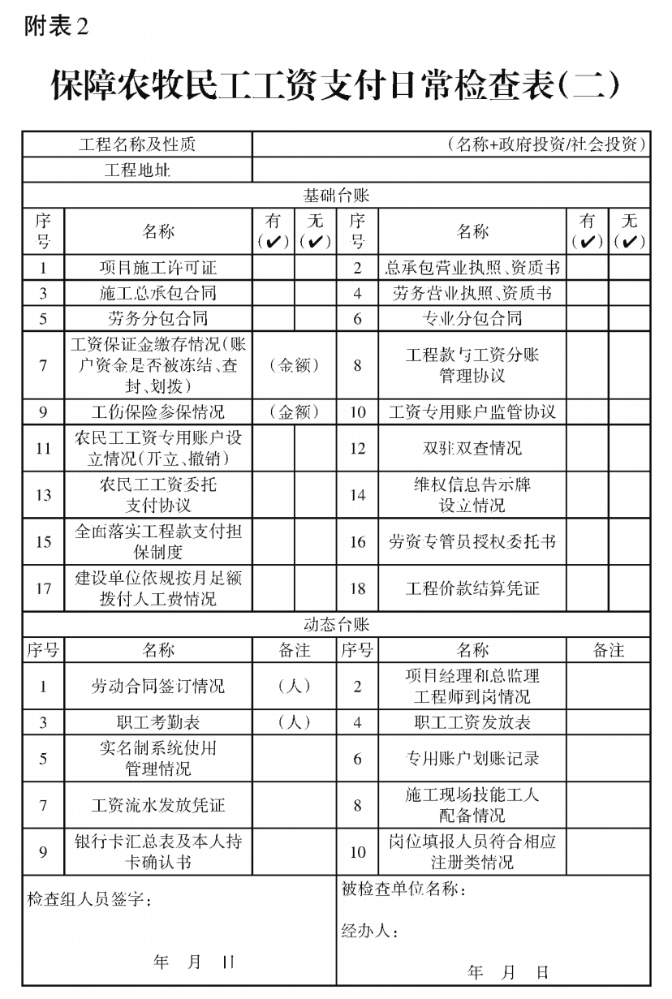 附表2
保障农牧民工工资支付日常检查表(二)
工程名称及性质 (名称+政府投资/社会投资)
工程地址
基础台账
序号 名称 有(✔) 无(✔) 序号 名称 有(✔) 无(✔)
1 项目施工许可证 2 总承包营业执照、资质书
3 施工总承包合同 4 劳务营业执照、资质书
5 劳务分包合同 6 专业分包合同
7 工资保证金缴存情况(账户资金是否被冻结、查封、划拨) (金额) 8 工程款与工资分账管理协议
9 工伤保险参保情况 (金额) 10 工资专用账户监管协议
11 农民工工资专用账户设立情况(开立、撤销) 12 双驻双查情况
13 农民工工资委托支付协议 14 维权信息告示牌设立情况
15 全面落实工程款支付担保制度 16 劳资专管员授权委托书
17 建设单位依规按月足额拨付人工费情况 18 工程价款结算凭证
动态台账
序号 名称 备注 序号 名称 备注
1 劳动合同签订情况 (人) 2 项目经理和总监理工程师到岗情况
3 职工考勤表 (人) 4 职工工资发放表
5 实名制系统使用管理情况 6 专用账户划账记录
7 工资流水发放凭证 8 施工现场技能工人配备情况
9 银行卡汇总表及本人持卡确认书 10 岗位填报人员符合相应注册类情况
检查组人员签字:
年 月 日
被检查单位名称:
经办人:
年 月 日